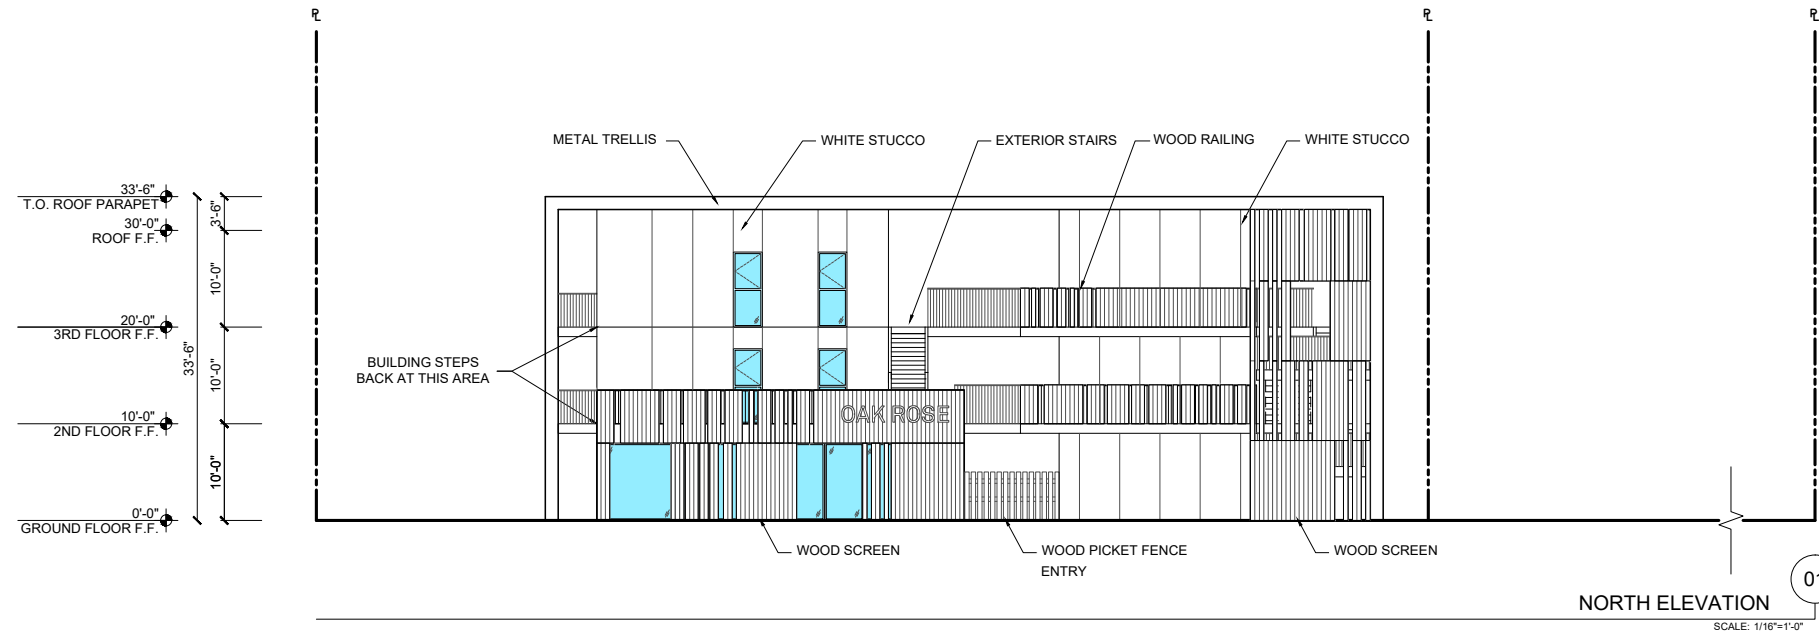 PL
PL
PL
METAL TRELLIS
WHITE STUCCO
EXTERIOR STAIRS
WOOD RAILING
WHITE STUCCO
33'-6"
T.O. ROOF PARAPET
3'-6"
30'-0"
ROOF F.F.
10'-0"
20'-0"
3RD FLOOR F.F.
33'-6"
10'-0"
BUILDING STEPS
BACK AT THIS AREA
10'-0"
2ND FLOOR F.F.
OAK ROSE
10'-0"
0'-0"
GROUND FLOOR F.F.
WOOD SCREEN
WOOD PICKET FENCE
ENTRY
WOOD SCREEN
NORTH ELEVATION
01
SCALE: 1/16"=1'-0"